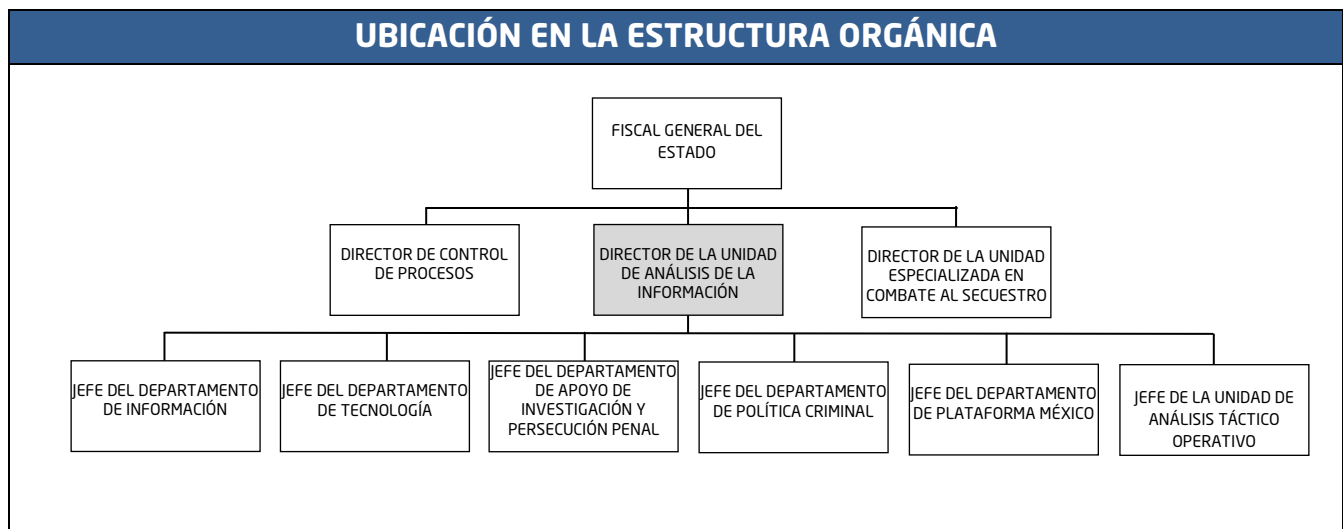 UBICACIÓN EN LA ESTRUCTURA ORGÁNICA
FISCAL GENERAL DEL
ESTADO
DIRECTOR DE CONTROL
DE PROCESOS
DIRECTOR DE LA UNIDAD
DE ANÁLISIS DE LA
INFORMACIÓN
DIRECTOR DE LA UNIDAD
ESPECIALIZADA EN
COMBATE AL SECUESTRO
JEFE DEL DEPARTAMENTO
DE INFORMACIÓN
JEFE DEL DEPARTAMENTO
DE TECNOLOGÍA
JEFE DEL DEPARTAMENTO
DE APOYO DE
INVESTIGACIÓN Y
PERSECUCIÓN PENAL
JEFE DEL DEPARTAMENTO
DE POLÍTICA CRIMINAL
JEFE DEL DEPARTAMENTO
DE PLATAFORMA MÉXICO
JEFE DE LA UNIDAD DE
ANÁLISIS TÁCTICO
OPERATIVO